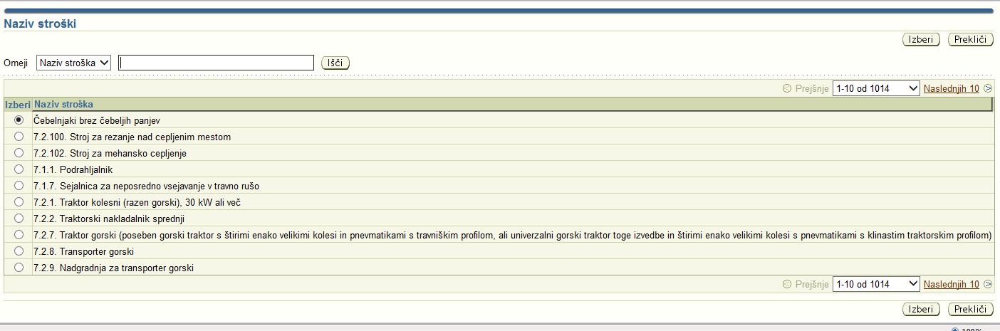 Naziv stroški
Izberi Prekliči
Omeji Naziv stroška Išči
Prejšnje 1-10 od 1014 Naslednjih 10
Izberi Naziv stroška
Čebelnjaki brez čebeljih panjev
7.2.100. Stroj za rezanje nad cepljenim mestom
7.2.102. Stroj za mehansko cepljenje
7.1.1. Podrahljalnik
7.1.7. Sejalnica za neposredno vsejavanje v travno rušo
7.2.1. Traktor kolesni (razen gorski), 30 kW ali več
7.2.2. Traktorski nakladalnik sprednji
7.2.7. Traktor gorski (poseben gorski traktor s štirimi enako velikimi kolesi in pnevmatikami s travniškim profilom, ali univerzalni gorski traktor toge izvedbe in štirimi enako velikimi kolesi s pnevmatikami s klinastim traktorskim profilom)
7.2.8. Transporter gorski
7.2.9. Nadgradnja za transporter gorski
Prejšnje 1-10 od 1014 Naslednjih 10
Izberi Prekliči